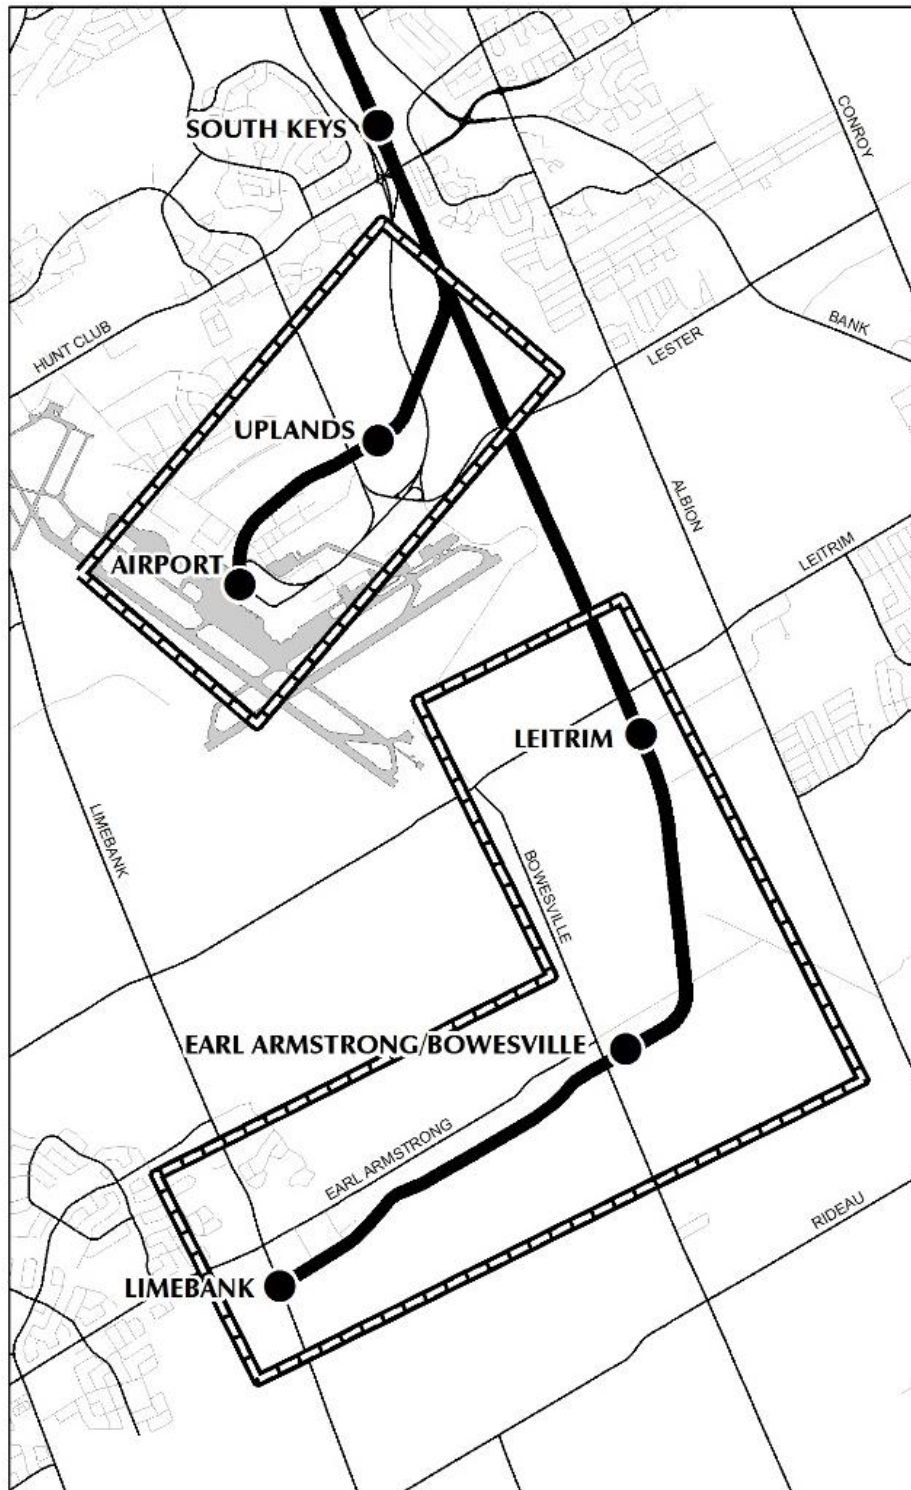 SOUTH KEYS
CONROY
HUNT CLUB
BANK
LESTER
UPLANDS
ALBION
AIRPORT
LEITRIM
LEITRIM
LIMEBANK
BOWESVILLE
EARL ARMSTRONG/BOWESVILLE
EARL ARMSTRONG
RIDEAU
LIMEBANK